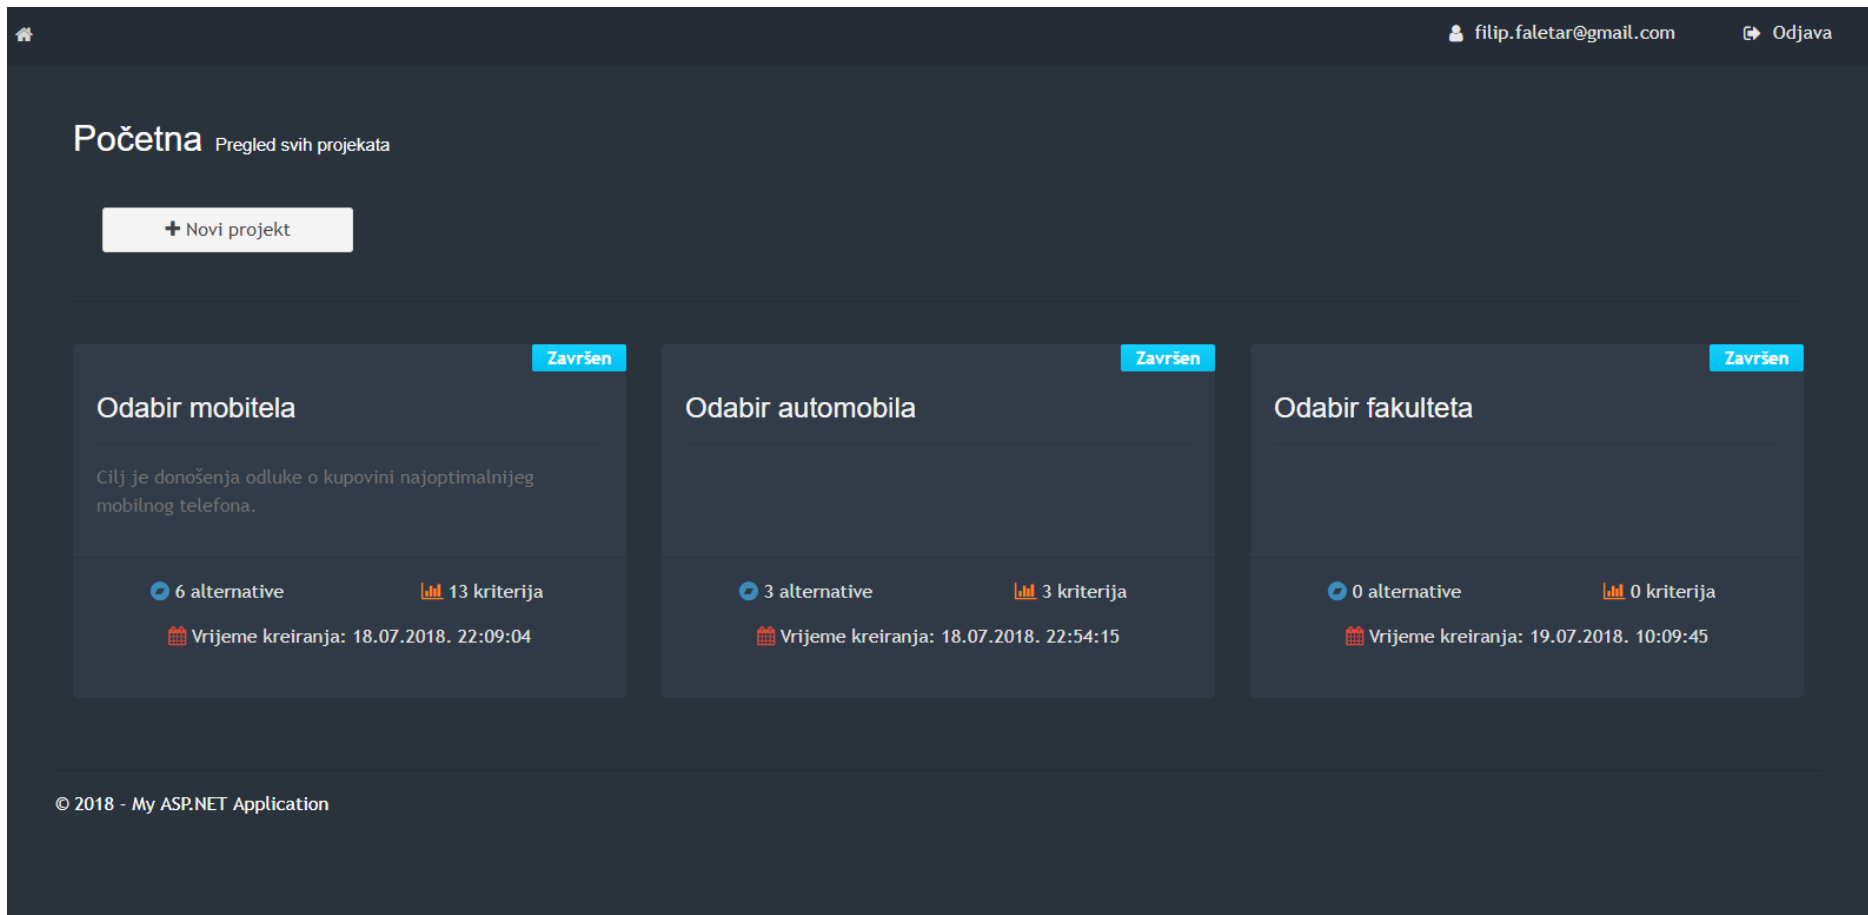 filip.faletar@gmail.com
Odjava
Početna Pregled svih projekata
Novi projekt
Završen
Odabir mobitela
Cilj je donošenja odluke o kupovini najoptimalnijeg
mobilnog telefona.
6 alternative
13 kriterija
Vrijeme kreiranja: 18.07.2018. 22:09:04
Završen
Odabir automobila
3 alternative
3 kriterija
Vrijeme kreiranja: 18.07.2018. 22:54:15
Završen
Odabir fakulteta
0 alternative
0 kriterija
Vrijeme kreiranja: 19.07.2018. 10:09:45
© 2018 - My ASP.NET Application